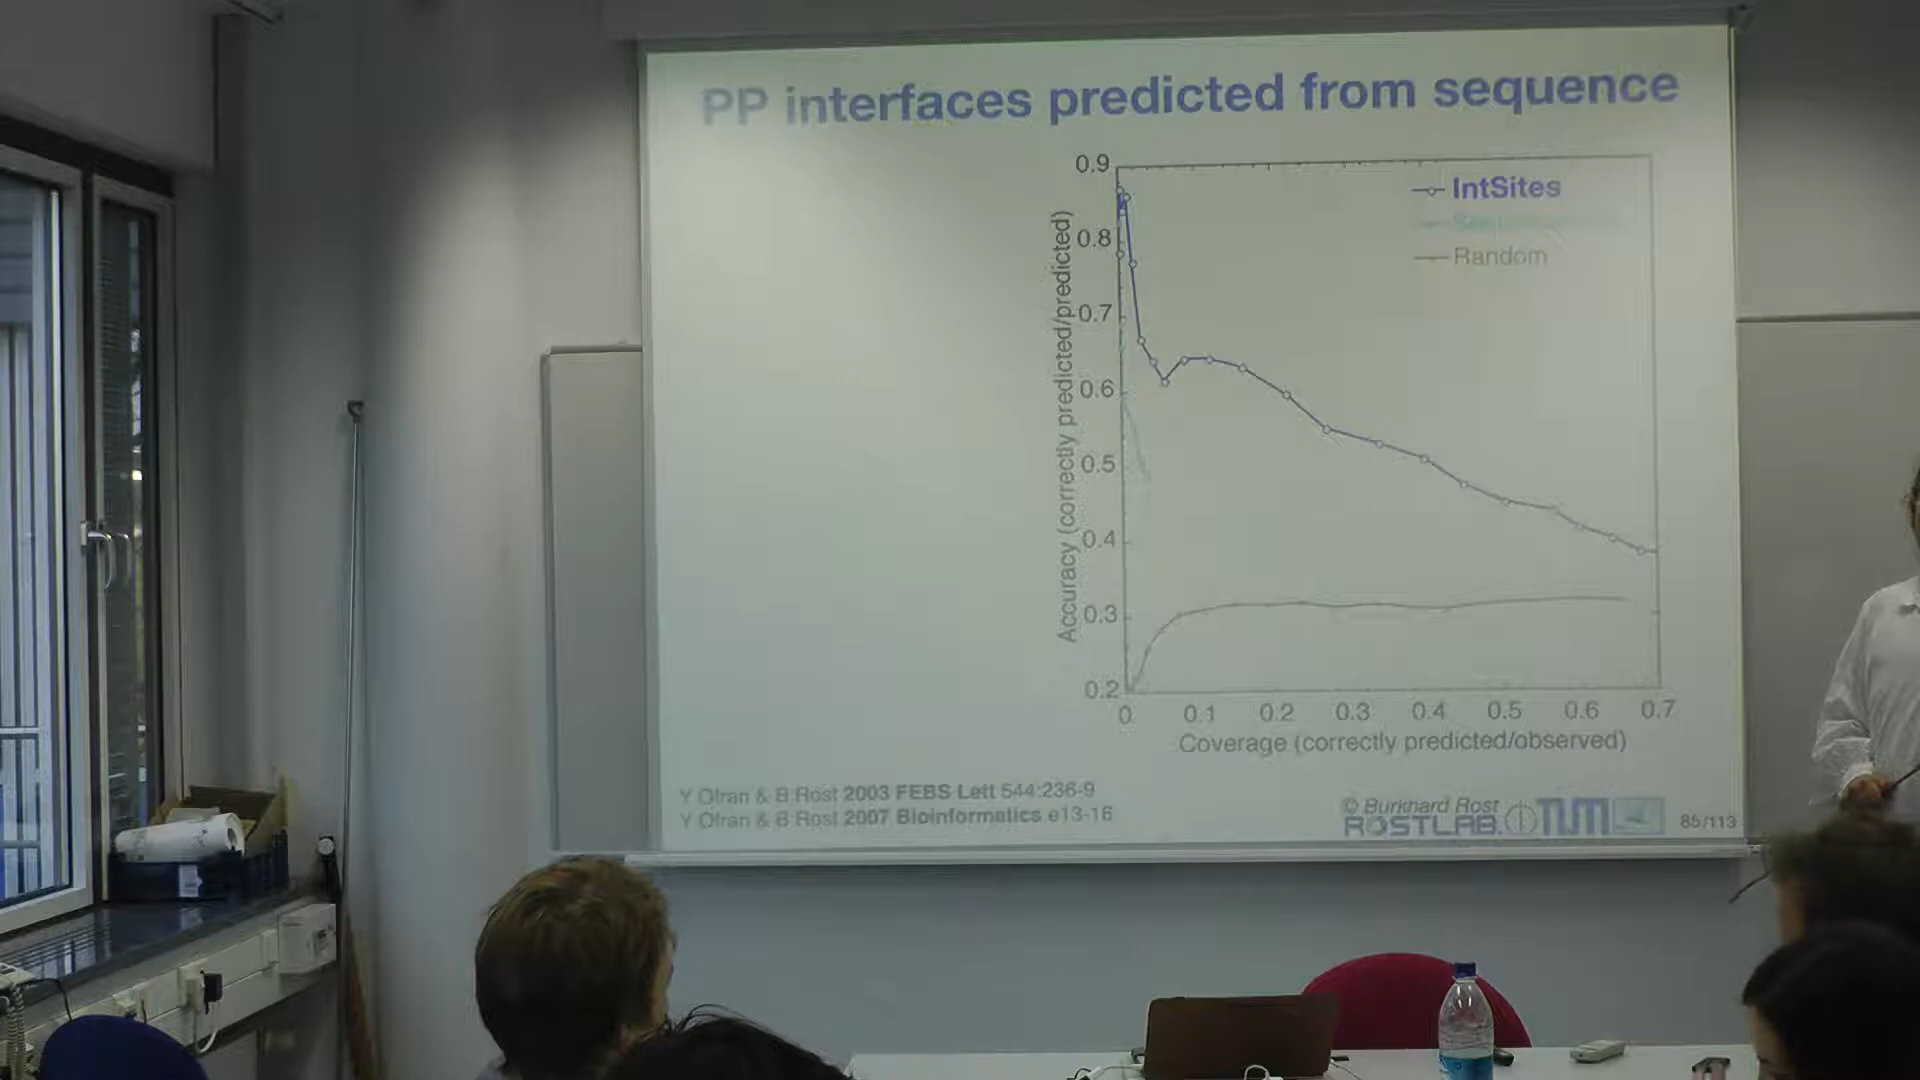 PP interfaces predicted from sequence
0.9
0.8
0.7
0.6
0.5
0.4
0.3
0.2
Accuracy (correctly predicted/predicted)
IntSites
Random
0 0.1 0.2 0.3 0.4 0.5 0.6 0.7
Coverage (correctly predicted/observed)
Y Ofran & B Rost 2003 FEBS Lett 544:236-9
Y Ofran & B Rost 2007 Bioinformatics e13-16
© Burkhard Rost
ROSTLAB
TUM
85/113